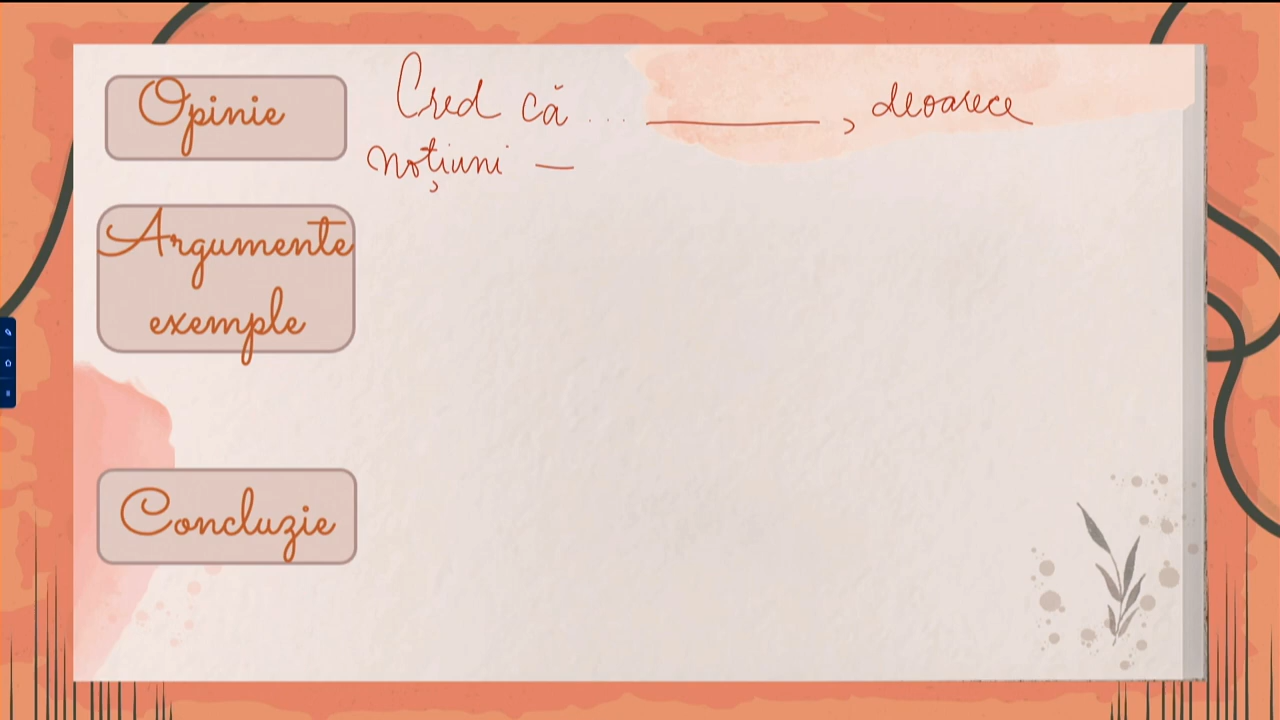 Opinie
Cred că .... ______, deoarece
noțiuni —
Argumente
exemple
Concluzie